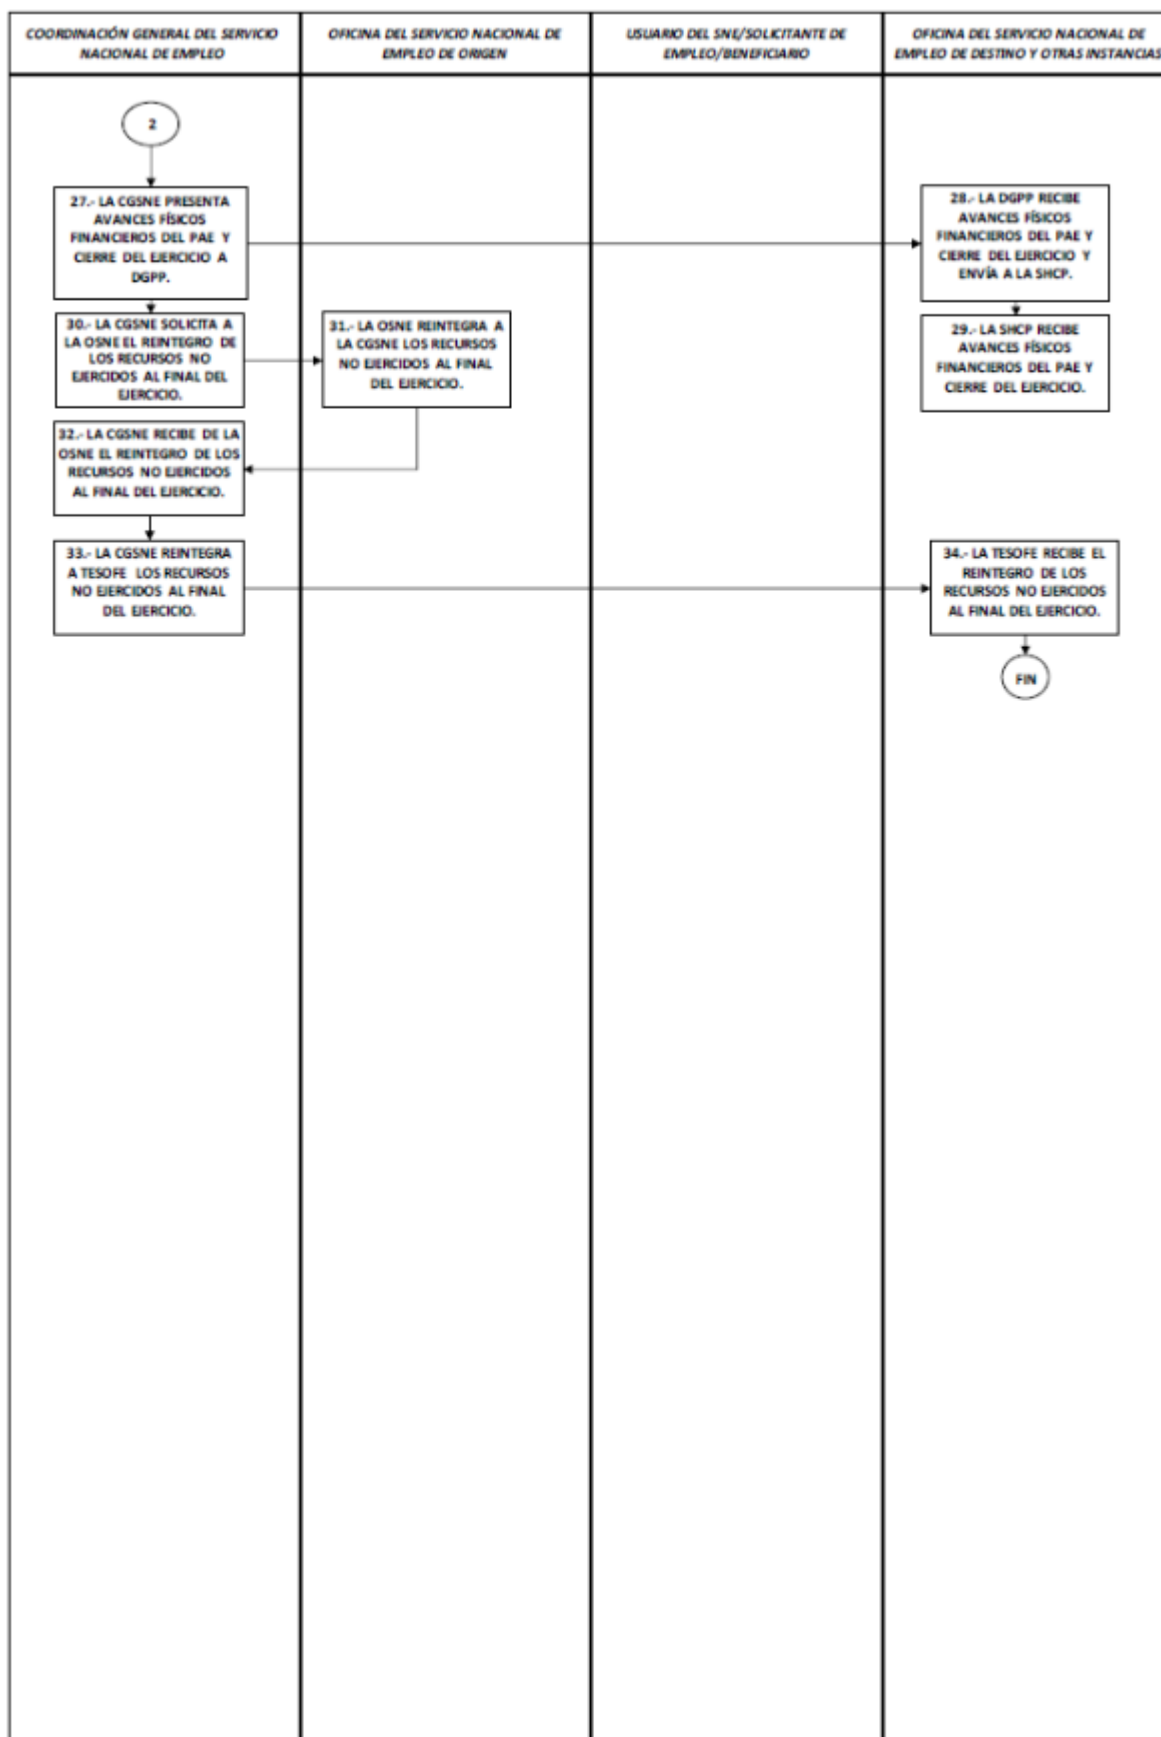 COORDINACIÓN GENERAL DEL SERVICIO
NACIONAL DE EMPLEO
OFICINA DEL SERVICIO NACIONAL DE
EMPLEO DE ORIGEN
USUARIO DEL SNE/SOLICITANTE DE
EMPLEO/BENEFICIARIO
OFICINA DEL SERVICIO NACIONAL DE
EMPLEO DE DESTINO Y OTRAS INSTANCIAS
2
27.- LA CGSNE PRESENTA
AVANCES FÍSICOS
FINANCIEROS DEL PAE Y
CIERRE DEL EJERCICIO A
DGPP.
28.- LA DGPP RECIBE
AVANCES FÍSICOS
FINANCIEROS DEL PAE Y
CIERRE DEL EJERCICIO Y
ENVÍA A LA SHCP.
30.- LA CGSNE SOLICITA A
LA OSNE EL REINTEGRO DE
LOS RECURSOS NO
EJERCIDOS AL FINAL DEL
EJERCICIO.
31.- LA OSNE REINTEGRA A
LA CGSNE LOS RECURSOS
NO EJERCIDOS AL FINAL
DEL EJERCICIO.
29.- LA SHCP RECIBE
AVANCES FÍSICOS
FINANCIEROS DEL PAE Y
CIERRE DEL EJERCICIO.
32.- LA CGSNE RECIBE DE LA
OSNE EL REINTEGRO DE LOS
RECURSOS NO EJERCIDOS
AL FINAL DEL EJERCICIO.
33.- LA CGSNE REINTEGRA
A TESOFE LOS RECURSOS
NO EJERCIDOS AL FINAL
DEL EJERCICIO.
34.- LA TESOFE RECIBE EL
REINTEGRO DE LOS
RECURSOS NO EJERCIDOS
AL FINAL DEL EJERCICIO.
FIN